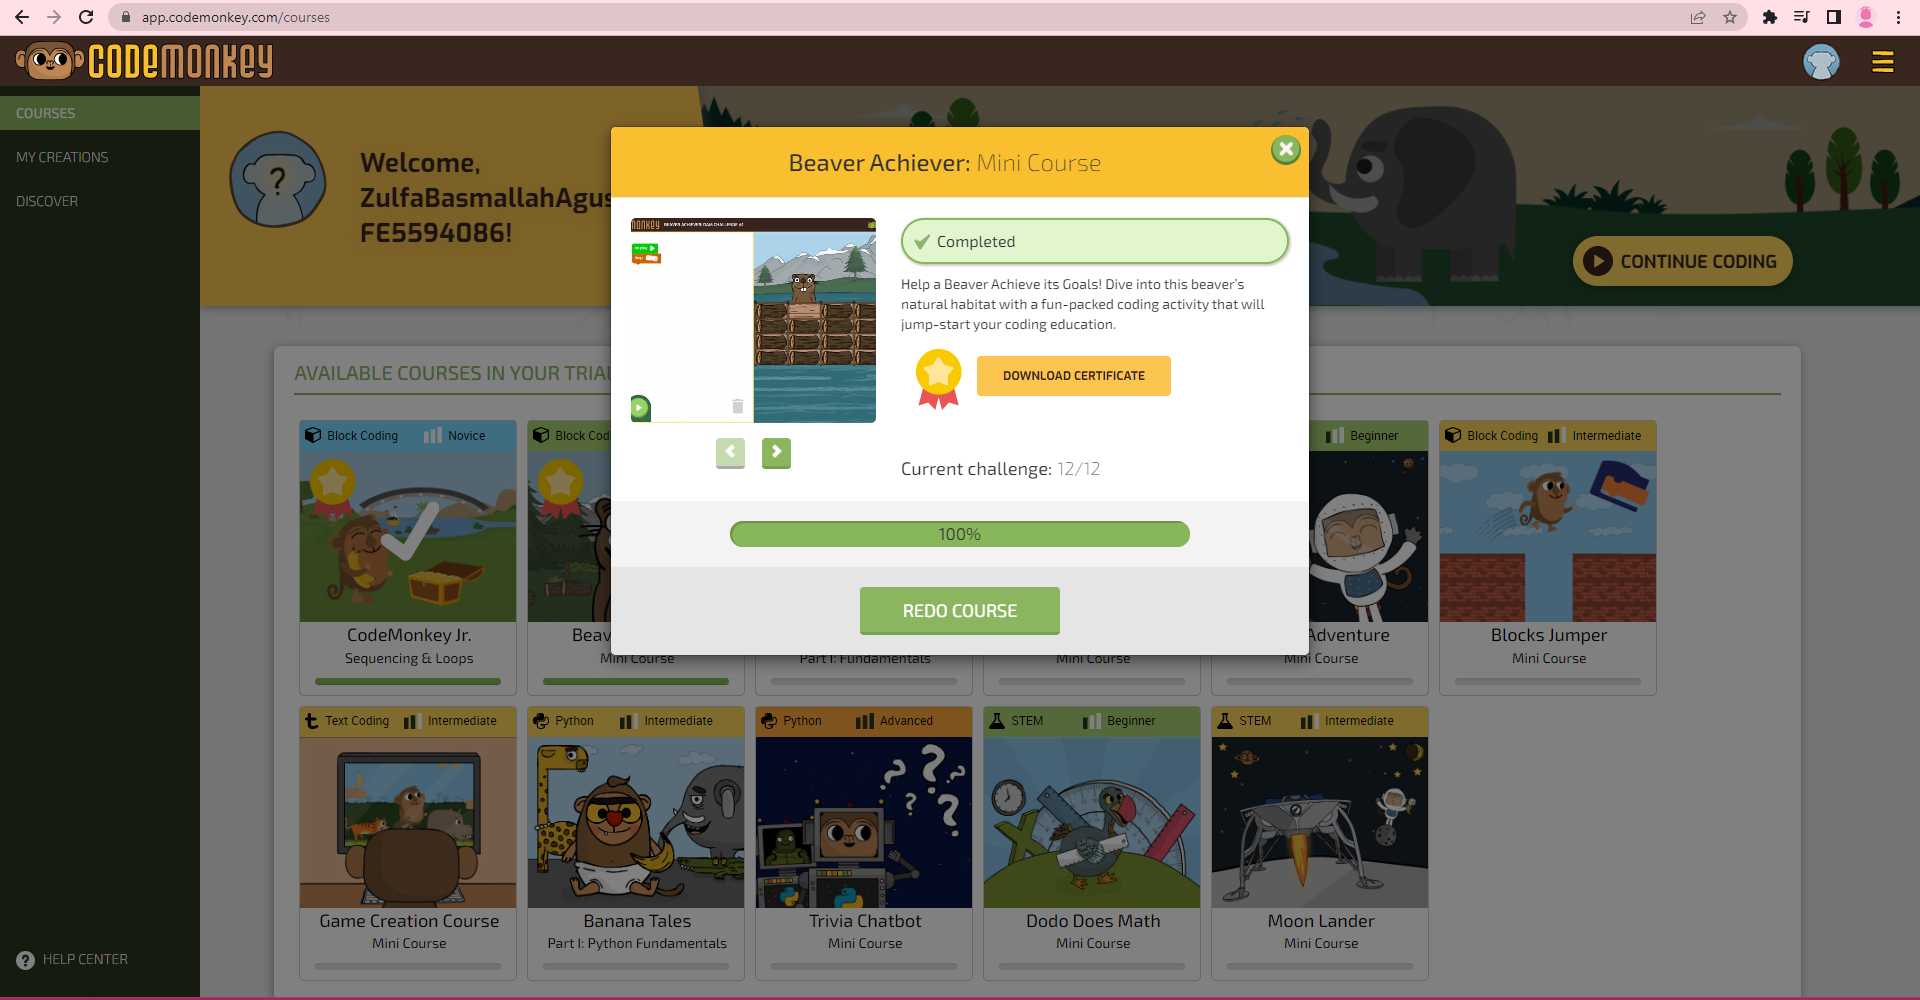 app.codemonkey.com/courses
CODEMONKEY
COURSES
MY CREATIONS
DISCOVER
Welcome,
ZulfaBasmallahAgus
FE5594086!
CONTINUE CODING
Beaver Achiever: Mini Course
MONKEY
Completed
Help a Beaver Achieve its Goals! Dive into this beaver's
natural habitat with a fun-packed coding activity that will
jump-start your coding education.
DOWNLOAD CERTIFICATE
Current challenge: 12/12
100%
REDO COURSE
AVAILABLE COURSES IN YOUR TRIAL
Block Coding Novice
Block Cod
Beginner
Block Coding Intermediate
CodeMonkey Jr.
Sequencing & Loops
Beav
Mini Course
Part I: Fundamentals
Mini Course
Adventure
Mini Course
Blocks Jumper
Mini Course
Text Coding Intermediate
Python Intermediate
Python Advanced
STEM Beginner
STEM Intermediate
Game Creation Course
Mini Course
Banana Tales
Part I: Python Fundamentals
Trivia Chatbot
Mini Course
Dodo Does Math
Mini Course
Moon Lander
Mini Course
HELP CENTER